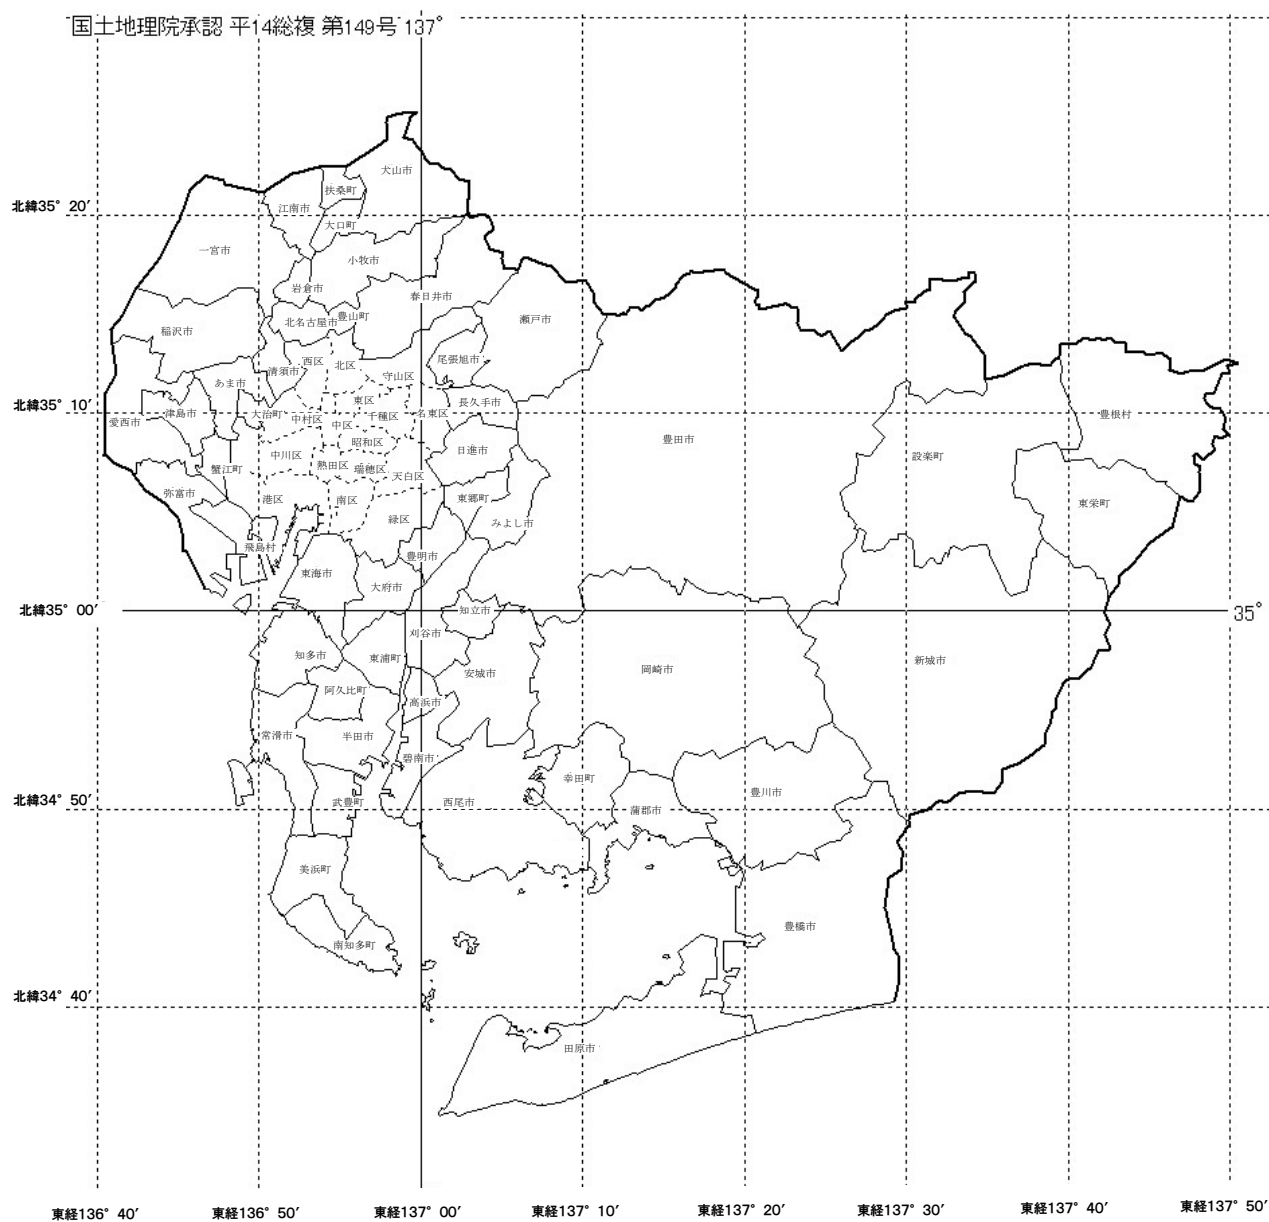 国土地理院承認 平14総複 第149号 137°
犬山市
扶桑町
北緯35° 20′
江南市
大口町
一宮市
小牧市
岩倉市
春日井市
豊山町
瀬戸市
北名古屋市
稲沢市
西区
北区
尾張旭市
清須市
守山区
あま市
東区
長久手市
北緯35° 10′
津島市
大治町
中村区
千種区
名東区
豊根村
愛西市
中区
昭和区
豊田市
日進市
中川区
設楽町
熱田区
瑞穂区
蟹江町
天白区
弥富市
港区
南区
東郷町
東栄町
緑区
みよし市
飛島村
豊明市
東海市
大府市
北緯35° 00′
知立市
35°
刈谷市
知多市
東浦町
新城市
岡崎市
安城市
阿久比町
高浜市
常滑市
半田市
碧南市
幸田町
豊川市
北緯34° 50′
武豊町
西尾市
蒲郡市
美浜町
豊橋市
南知多町
北緯34° 40′
田原市
東経136° 40′ 東経136° 50′ 東経137° 00′ 東経137° 10′ 東経137° 20′ 東経137° 30′ 東経137° 40′ 東経137° 50′